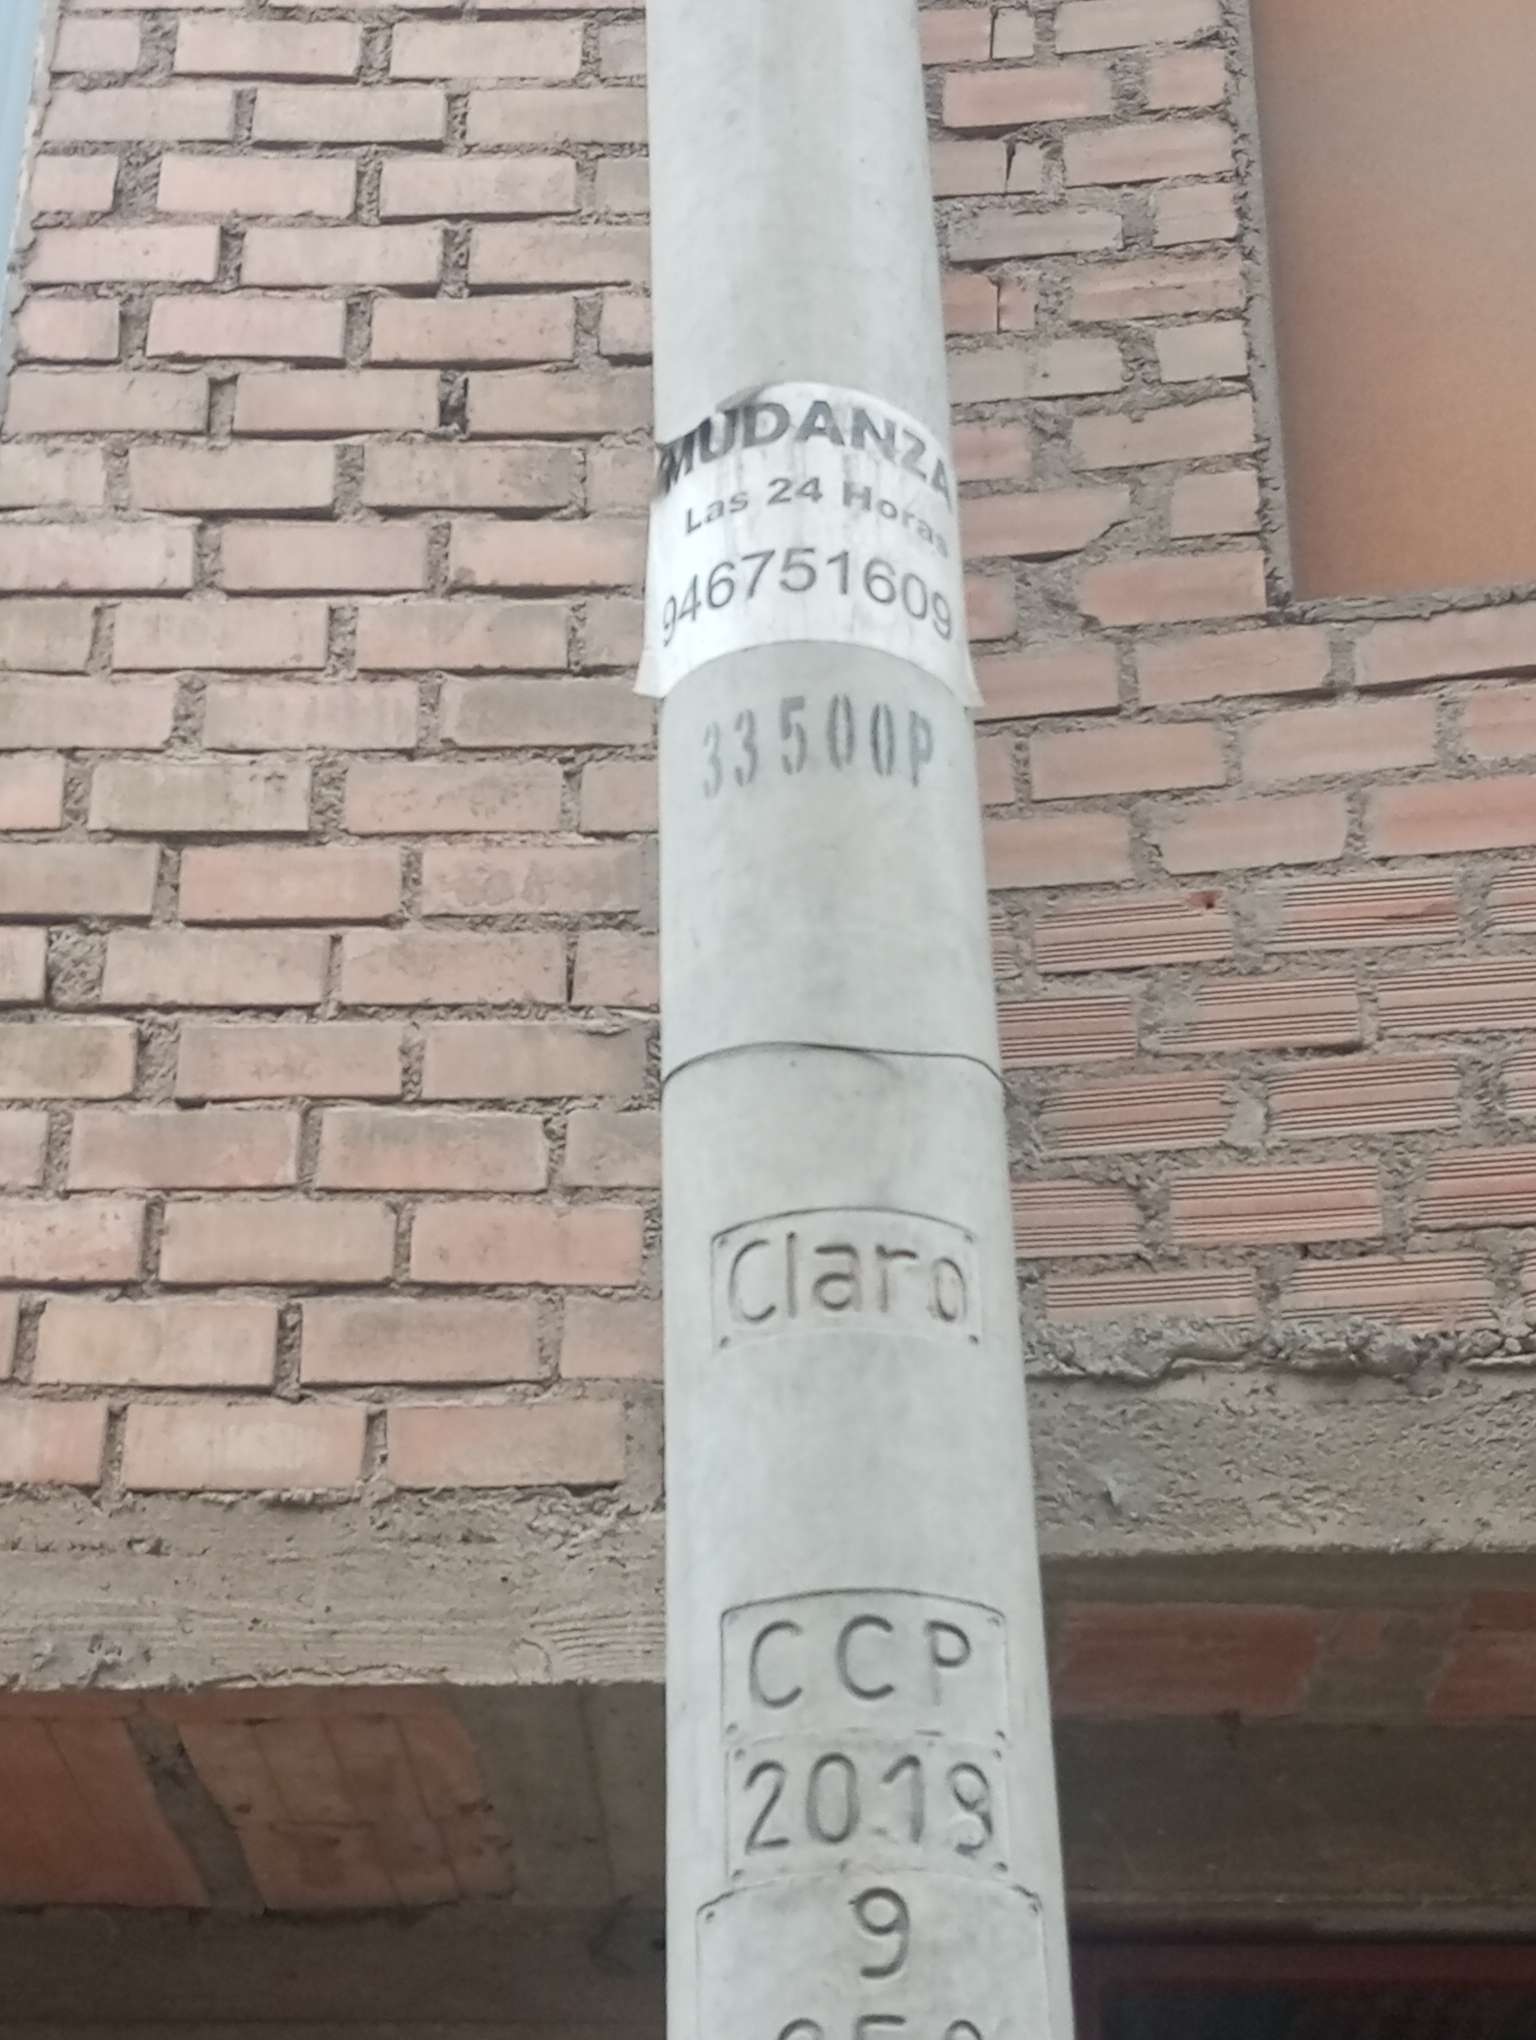 MUDANZA
Las 24 Horas
946751609
33500P
Claro
CCP
2019
9